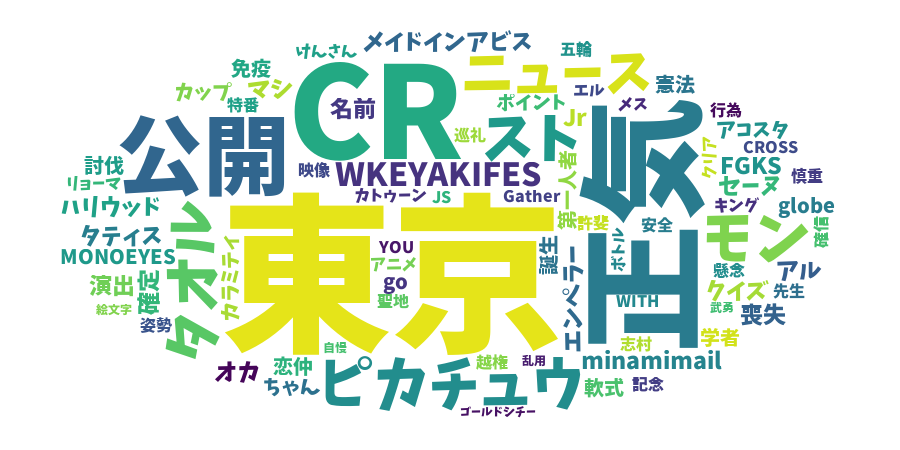 メイドインアビス
けんさん
五輪
免疫
CR
ニュース
憲法
カップ
マシ
エル
特番
名前
ポイント
メス
行為
Jr
公開
巡礼
スト
正気
アコスタ
クリア
CROSS
討伐
映像
WKEYAKIFES
第一人者
FGKS
リョーマ
カトゥーン
JS
Gather
セーヌ
慎重
ハリウッド
タオル
東京
許斐
安全
キング
globe
タティス
カラミティ
YOU
誕生
モン
確信
MONOEYES
アニメ
エンペラー
ボトル
go
懸念
アル
演出
確定
聖地
WITH
クイズ
先生
絵文字
武勇
喪失
姿勢
自慢
志村
学者
オカ
恋仲
ピカチュウ
越権
乱用
minamimail
ちゃん
軟式
記念
ゴールドシチー